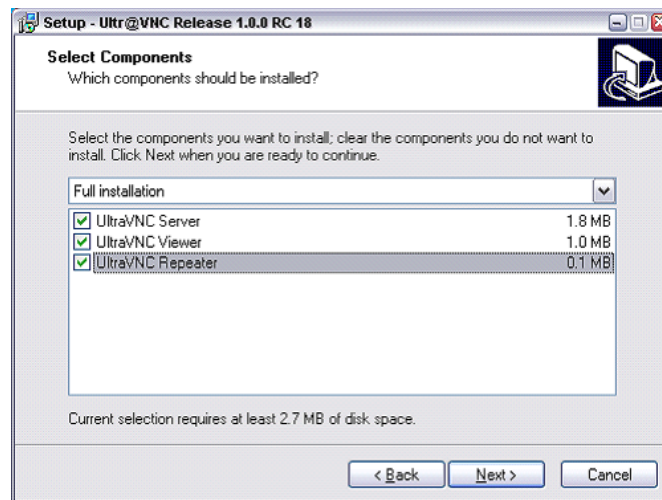 Setup - Ultr@VNC Release 1.0.0 RC 18
Select Components
Which components should be installed?
Select the components you want to install; clear the components you do not want to
install. Click Next when you are ready to continue.
Full installation
UltraVNC Server 1.8 MB
UltraVNC Viewer 1.0 MB
UltraVNC Repeater 0.1 MB
Current selection requires at least 2.7 MB of disk space.
< Back Next > Cancel